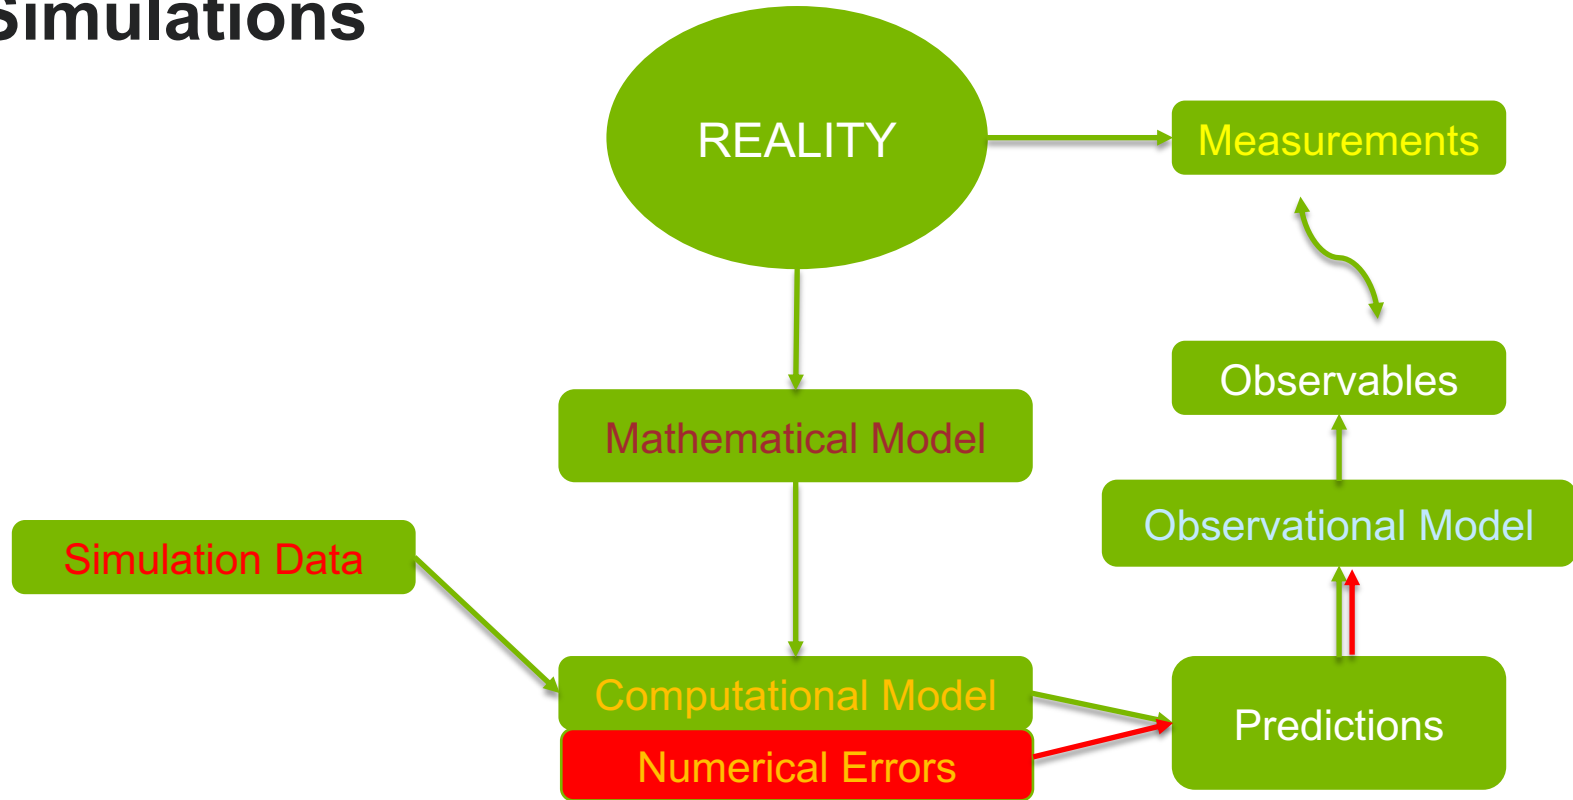 Simulations
REALITY
Measurements
Observables
Mathematical Model
Observational Model
Simulation Data
Computational Model
Predictions
Numerical Errors